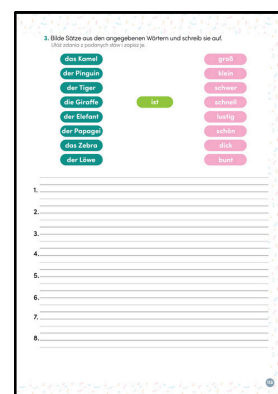 3. Bilde Sätze aus den angegebenen Wörtern und schreib sie auf.
Ułóż zdania z podanych słów i zapisz je.
das Kamel
der Pinguin
der Tiger
die Giraffe
der Elefant
der Papagei
das Zebra
der Löwe
ist
groß
klein
schwer
schnell
lustig
schön
dick
bunt
1.
2.
3.
4.
5.
6.
7.
8.